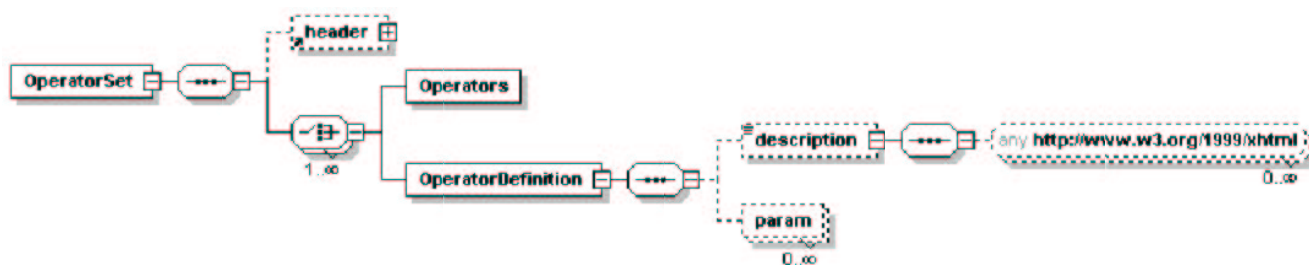 header
OperatorSet
Operators
1..∞
description
any http://www.w3.org/1999/xhtml
0..∞
OperatorDefinition
param
0..∞